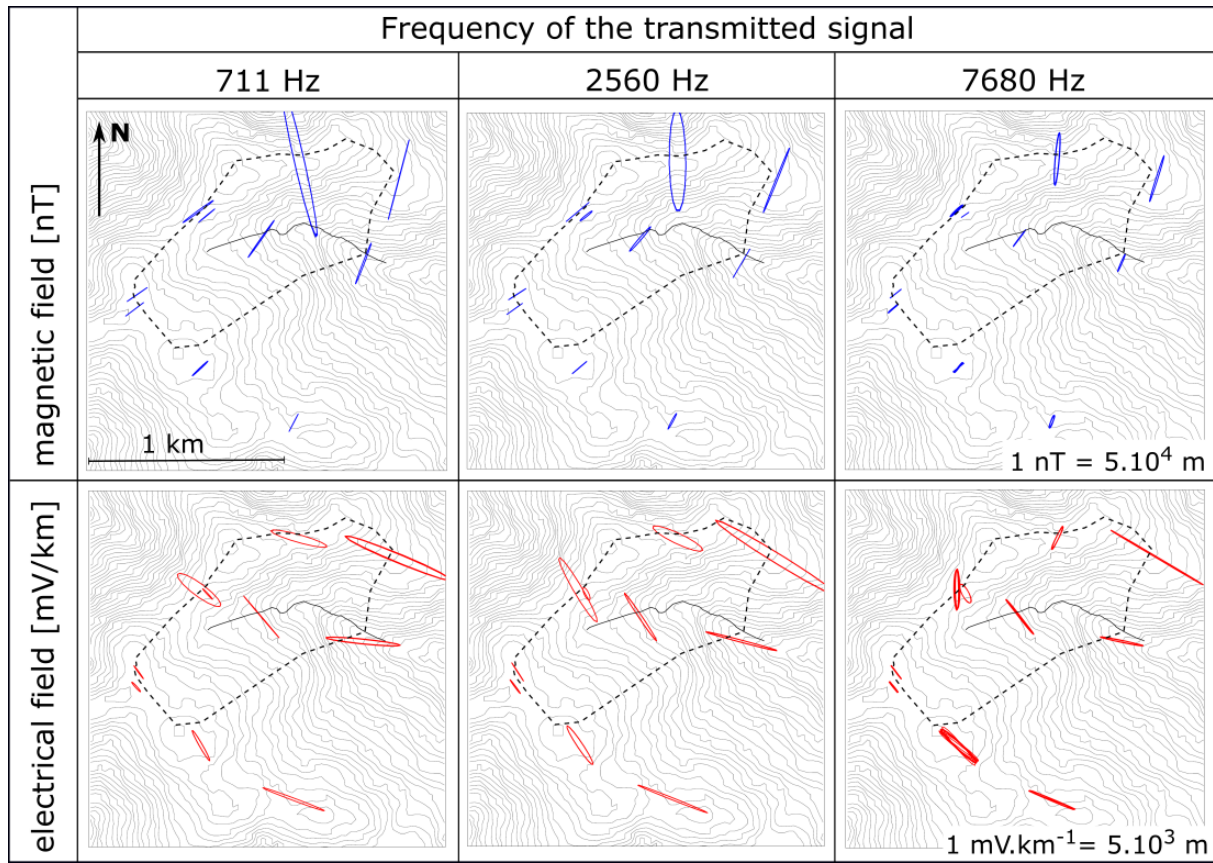 Frequency of the transmitted signal
711 Hz
2560 Hz
7680 Hz
magnetic field [nT]
N
1 km
1 nT = 5.10⁴ m
electrical field [mV/km]
1 mV.km⁻¹= 5.10³ m